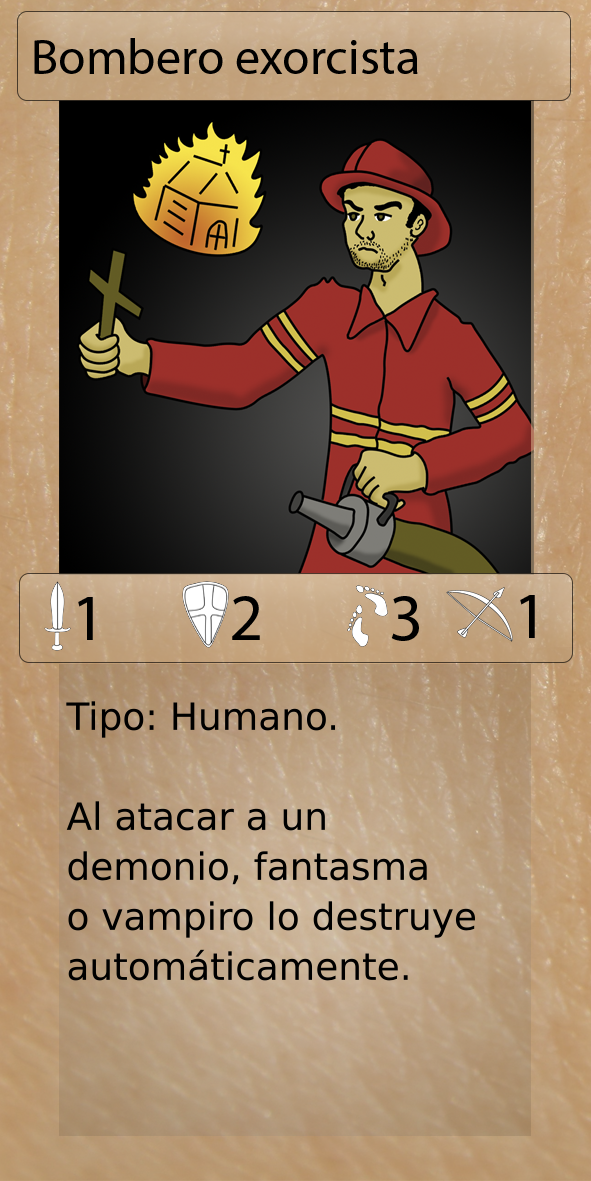 Bombero exorcista
1 2 3 1
Tipo: Humano.
Al atacar a un
demonio, fantasma
o vampiro lo destruye
automáticamente.